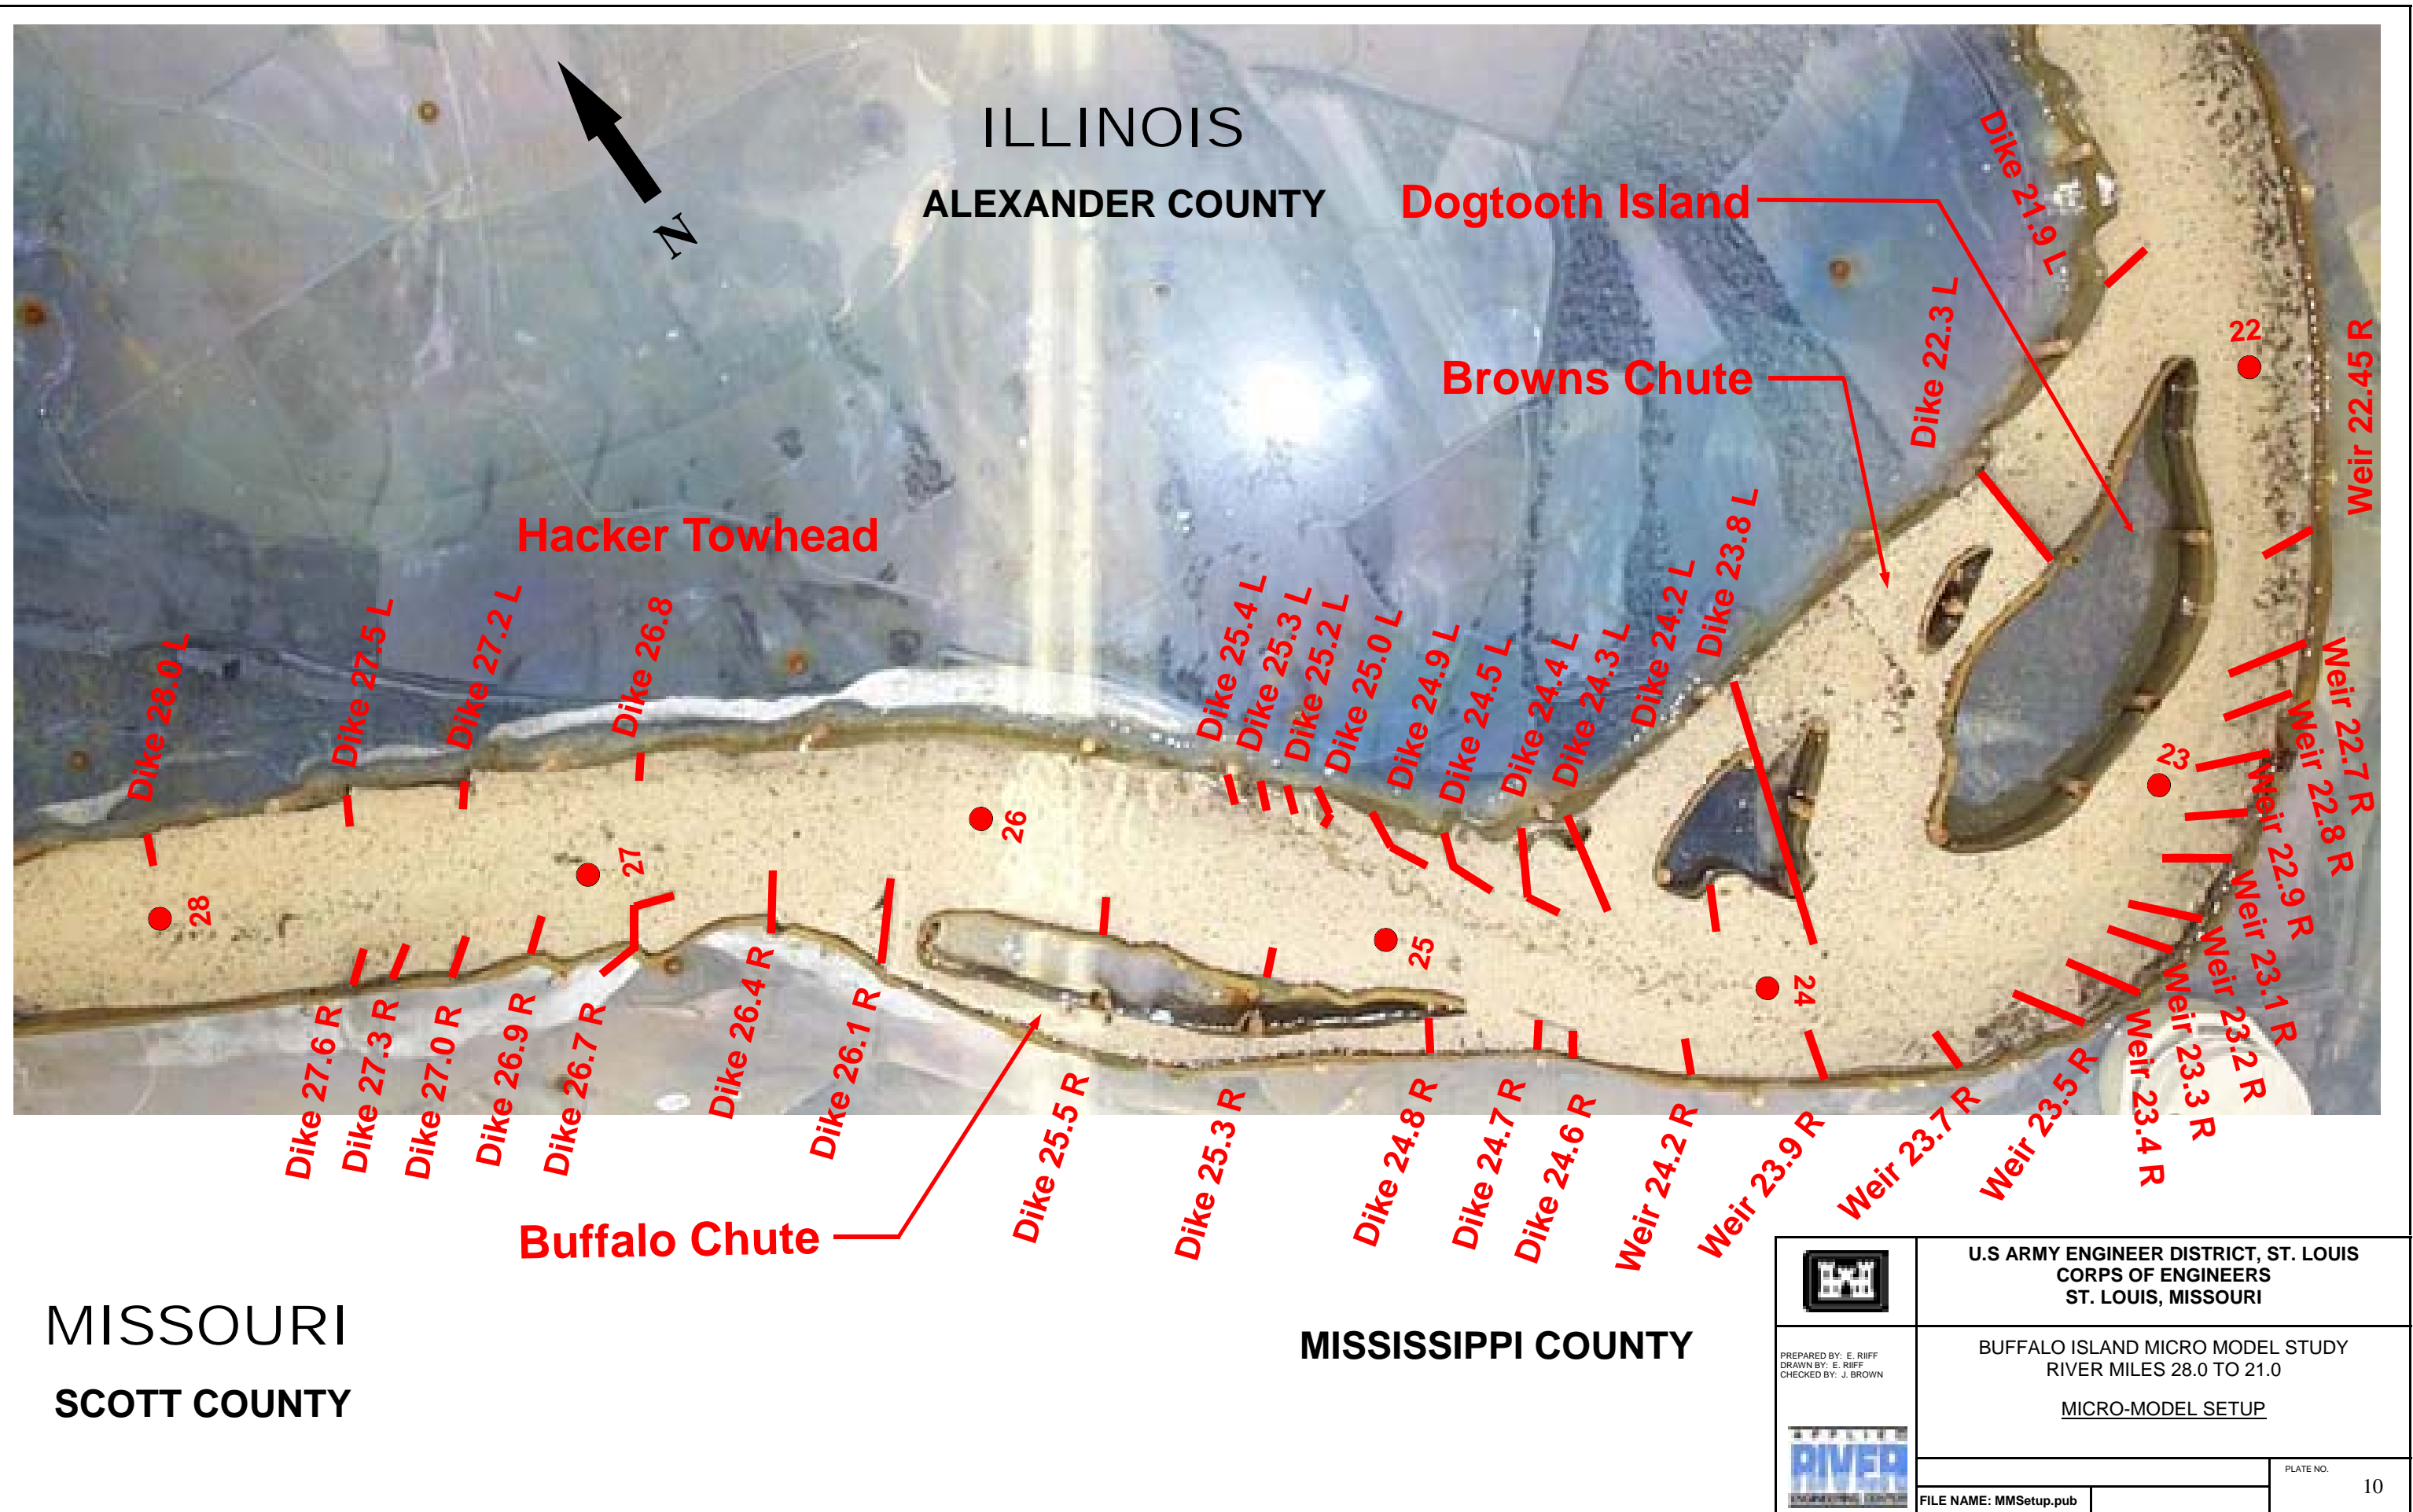 ILLINOIS
ALEXANDER COUNTY
N
Dogtooth Island
Browns Chute
Hacker Towhead
Dike 28.0 L
Dike 27.5 L
Dike 27.2 L
Dike 26.8
Dike 25.4 L
Dike 25.3 L
Dike 25.2 L
Dike 25.0 L
Dike 24.9 L
Dike 24.5 L
Dike 24.4 L
Dike 24.3 L
Dike 24.2 L
Dike 23.8 L
Dike 22.3 L
Dike 21.9 L
28
27
26
25
24
23
22
Weir 22.45 R
Weir 22.7 R
Weir 22.8 R
Weir 22.9 R
Weir 23.1 R
Weir 23.2 R
Weir 23.3 R
Weir 23.4 R
Weir 23.5 R
Weir 23.7 R
Weir 23.9 R
Weir 24.2 R
Dike 27.6 R
Dike 27.3 R
Dike 27.0 R
Dike 26.9 R
Dike 26.7 R
Dike 26.4 R
Dike 26.1 R
Dike 25.5 R
Dike 25.3 R
Dike 24.8 R
Dike 24.7 R
Dike 24.6 R
Buffalo Chute
MISSOURI
SCOTT COUNTY
MISSISSIPPI COUNTY
U.S ARMY ENGINEER DISTRICT, ST. LOUIS
CORPS OF ENGINEERS
ST. LOUIS, MISSOURI
PREPARED BY: E. RIIFF
DRAWN BY: E. RIIFF
CHECKED BY: J. BROWN
BUFFALO ISLAND MICRO MODEL STUDY
RIVER MILES 28.0 TO 21.0
MICRO-MODEL SETUP
APPLIED
RIVER
ENGINEERING CENTER
PLATE NO.
10
FILE NAME: MMSetup.pub